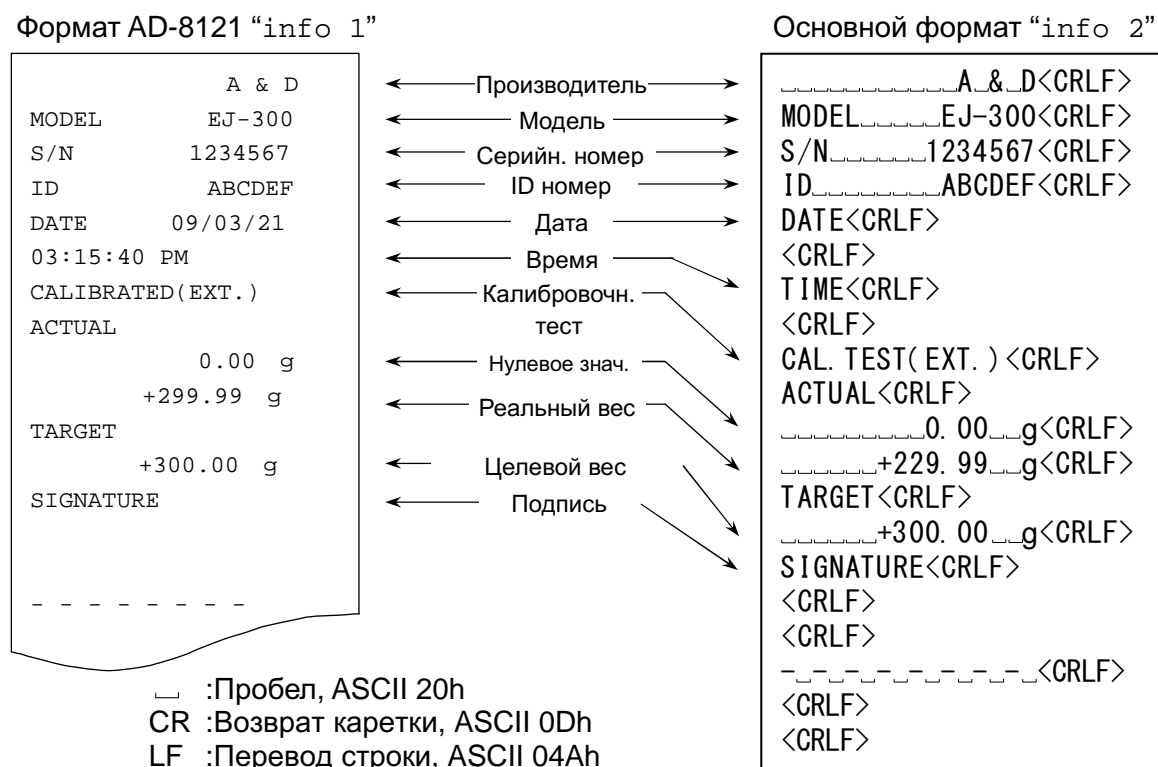 Формат AD-8121 “info 1”
A & D
MODEL EJ-300
S/N 1234567
ID ABCDEF
DATE 09/03/21
03:15:40 PM
CALIBRATED(EXT.)
ACTUAL
0.00 g
+299.99 g
TARGET
+300.00 g
SIGNATURE
- - - - - - - -
Производитель
Модель
Серийн. номер
ID номер
Дата
Время
Калибровочн.
тест
Нулевое знач.
Реальный вес
Целевой вес
Подпись
Основной формат “info 2”
␣␣␣␣␣␣␣␣␣␣␣A␣&␣D<CRLF>
MODEL␣␣␣␣␣EJ-300<CRLF>
S/N␣␣␣␣␣␣1234567<CRLF>
ID␣␣␣␣␣␣␣␣ABCDEF<CRLF>
DATE<CRLF>
<CRLF>
TIME<CRLF>
<CRLF>
CAL.TEST(EXT.)<CRLF>
ACTUAL<CRLF>
␣␣␣␣␣␣␣␣␣0.00␣␣g<CRLF>
␣␣␣␣␣␣+229.99␣␣g<CRLF>
TARGET<CRLF>
␣␣␣␣␣␣+300.00␣␣g<CRLF>
SIGNATURE<CRLF>
<CRLF>
<CRLF>
-␣-␣-␣-␣-␣-␣-␣-␣<CRLF>
<CRLF>
<CRLF>
␣ :Пробел, ASCII 20h
CR :Возврат каретки, ASCII 0Dh
LF :Перевод строки, ASCII 04Ah